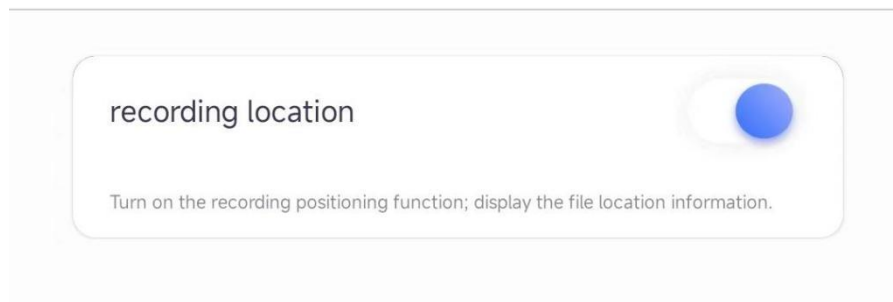 recording location
Turn on the recording positioning function; display the file location information.